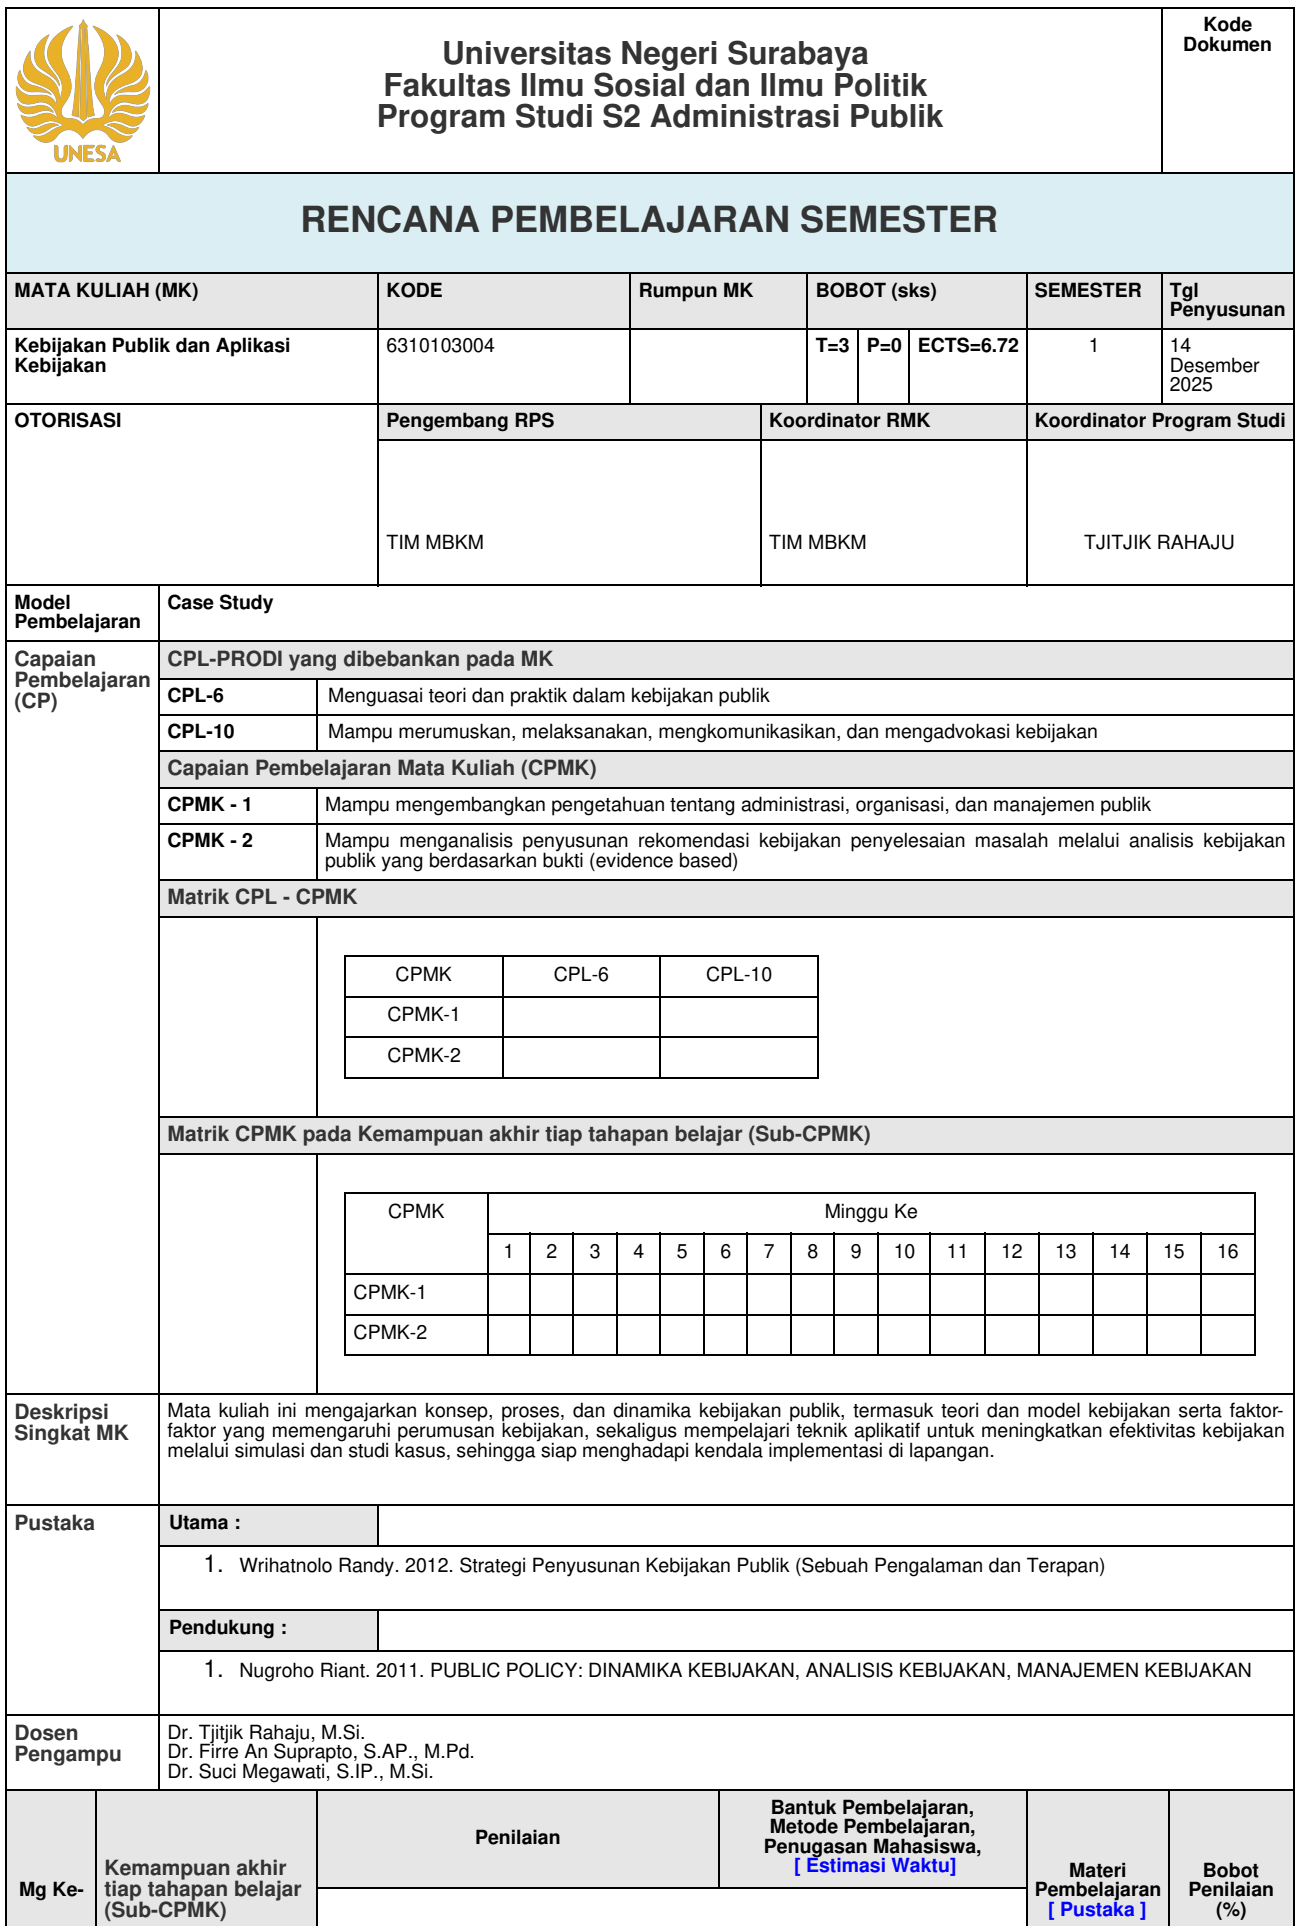 UNESA
Universitas Negeri Surabaya
Fakultas Ilmu Sosial dan Ilmu Politik
Program Studi S2 Administrasi Publik
Kode
Dokumen
RENCANA PEMBELAJARAN SEMESTER
MATA KULIAH (MK) KODE Rumpun MK BOBOT (sks) SEMESTER Tgl
Penyusunan
Kebijakan Publik dan Aplikasi
Kebijakan
6310103004
T=3 P=0 ECTS=6.72
1
14
Desember
2025
OTORISASI Pengembang RPS Koordinator RMK Koordinator Program Studi
TIM MBKM TIM MBKM TJITJIK RAHAJU
Model
Pembelajaran
Case Study
Capaian
Pembelajaran
(CP)
CPL-PRODI yang dibebankan pada MK
CPL-6 Menguasai teori dan praktik dalam kebijakan publik
CPL-10 Mampu merumuskan, melaksanakan, mengkomunikasikan, dan mengadvokasi kebijakan
Capaian Pembelajaran Mata Kuliah (CPMK)
CPMK - 1 Mampu mengembangkan pengetahuan tentang administrasi, organisasi, dan manajemen publik
CPMK - 2 Mampu menganalisis penyusunan rekomendasi kebijakan penyelesaian masalah melalui analisis kebijakan
publik yang berdasarkan bukti (evidence based)
Matrik CPL - CPMK
CPMK CPL-6 CPL-10
CPMK-1
CPMK-2
Matrik CPMK pada Kemampuan akhir tiap tahapan belajar (Sub-CPMK)
CPMK Minggu Ke
1 2 3 4 5 6 7 8 9 10 11 12 13 14 15 16
CPMK-1
CPMK-2
Deskripsi
Singkat MK
Mata kuliah ini mengajarkan konsep, proses, dan dinamika kebijakan publik, termasuk teori dan model kebijakan serta faktor-
faktor yang memengaruhi perumusan kebijakan, sekaligus mempelajari teknik aplikatif untuk meningkatkan efektivitas kebijakan
melalui simulasi dan studi kasus, sehingga siap menghadapi kendala implementasi di lapangan.
Pustaka
Utama :
1. Wrihatnolo Randy. 2012. Strategi Penyusunan Kebijakan Publik (Sebuah Pengalaman dan Terapan)
Pendukung :
1. Nugroho Riant. 2011. PUBLIC POLICY: DINAMIKA KEBIJAKAN, ANALISIS KEBIJAKAN, MANAJEMEN KEBIJAKAN
Dosen
Pengampu
Dr. Tjitjik Rahaju, M.Si.
Dr. Firre An Suprapto, S.AP., M.Pd.
Dr. Suci Megawati, S.IP., M.Si.
Mg Ke-
Kemampuan akhir
tiap tahapan belajar
(Sub-CPMK)
Penilaian
Bantuk Pembelajaran,
Metode Pembelajaran,
Penugasan Mahasiswa,
[ Estimasi Waktu]
Materi
Pembelajaran
[ Pustaka ]
Bobot
Penilaian
(%)